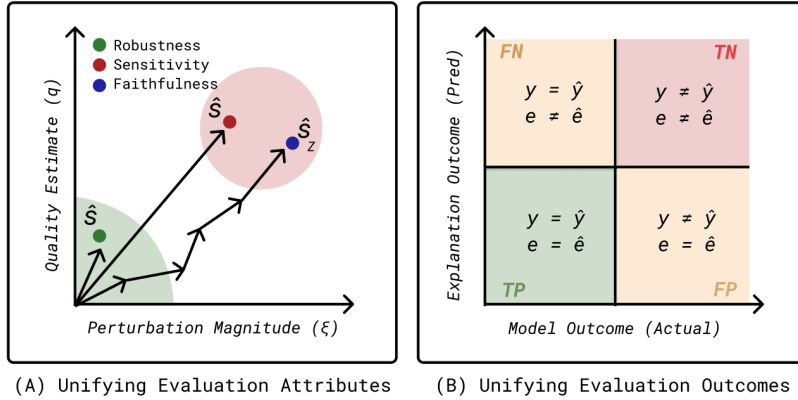 Robustness
Sensitivity
Faithfulness
ŝ
ŝz
ŝ
Quality Estimate (q)
Perturbation Magnitude (ξ)
(A) Unifying Evaluation Attributes
FN
y = ŷ
e ≠ ê
TN
y ≠ ŷ
e ≠ ê
y = ŷ
e = ê
TP
y ≠ ŷ
e = ê
FP
Explanation Outcome (Pred)
Model Outcome (Actual)
(B) Unifying Evaluation Outcomes